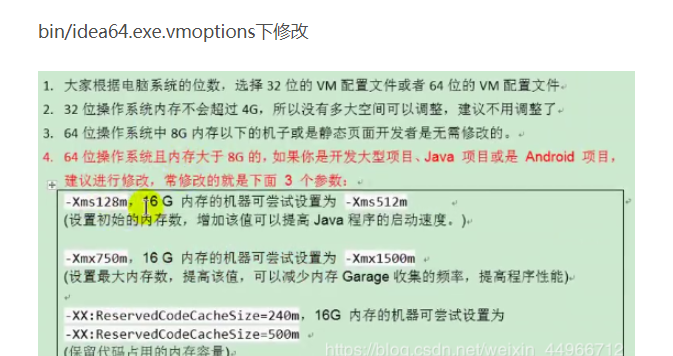 bin/idea64.exe.vmoptions下修改
1. 大家根据电脑系统的位数，选择 32 位的 VM 配置文件或者 64 位的 VM 配置文件
2. 32 位操作系统内存不会超过 4G，所以没有多大空间可以调整，建议不用调整了
3. 64 位操作系统中 8G 内存以下的机子或是静态页面开发者是无需修改的。
4. 64 位操作系统且内存大于 8G 的，如果你是开发大型项目、Java 项目或是 Android 项目，
建议进行修改，常修改的就是下面 3 个参数：
-Xms128m，16 G 内存的机器可尝试设置为 -Xms512m
(设置初始的内存数，增加该值可以提高 Java 程序的启动速度。)
-Xmx750m，16 G 内存的机器可尝试设置为 -Xmx1500m
(设置最大内存数，提高该值，可以减少内存 Garage 收集的频率，提高程序性能)
-XX:ReservedCodeCacheSize=240m，16G 内存的机器可尝试设置为
-XX:ReservedCodeCacheSize=500m
(保留代码占用的内存容量)
https://blog.csdn.net/weixin_44966712